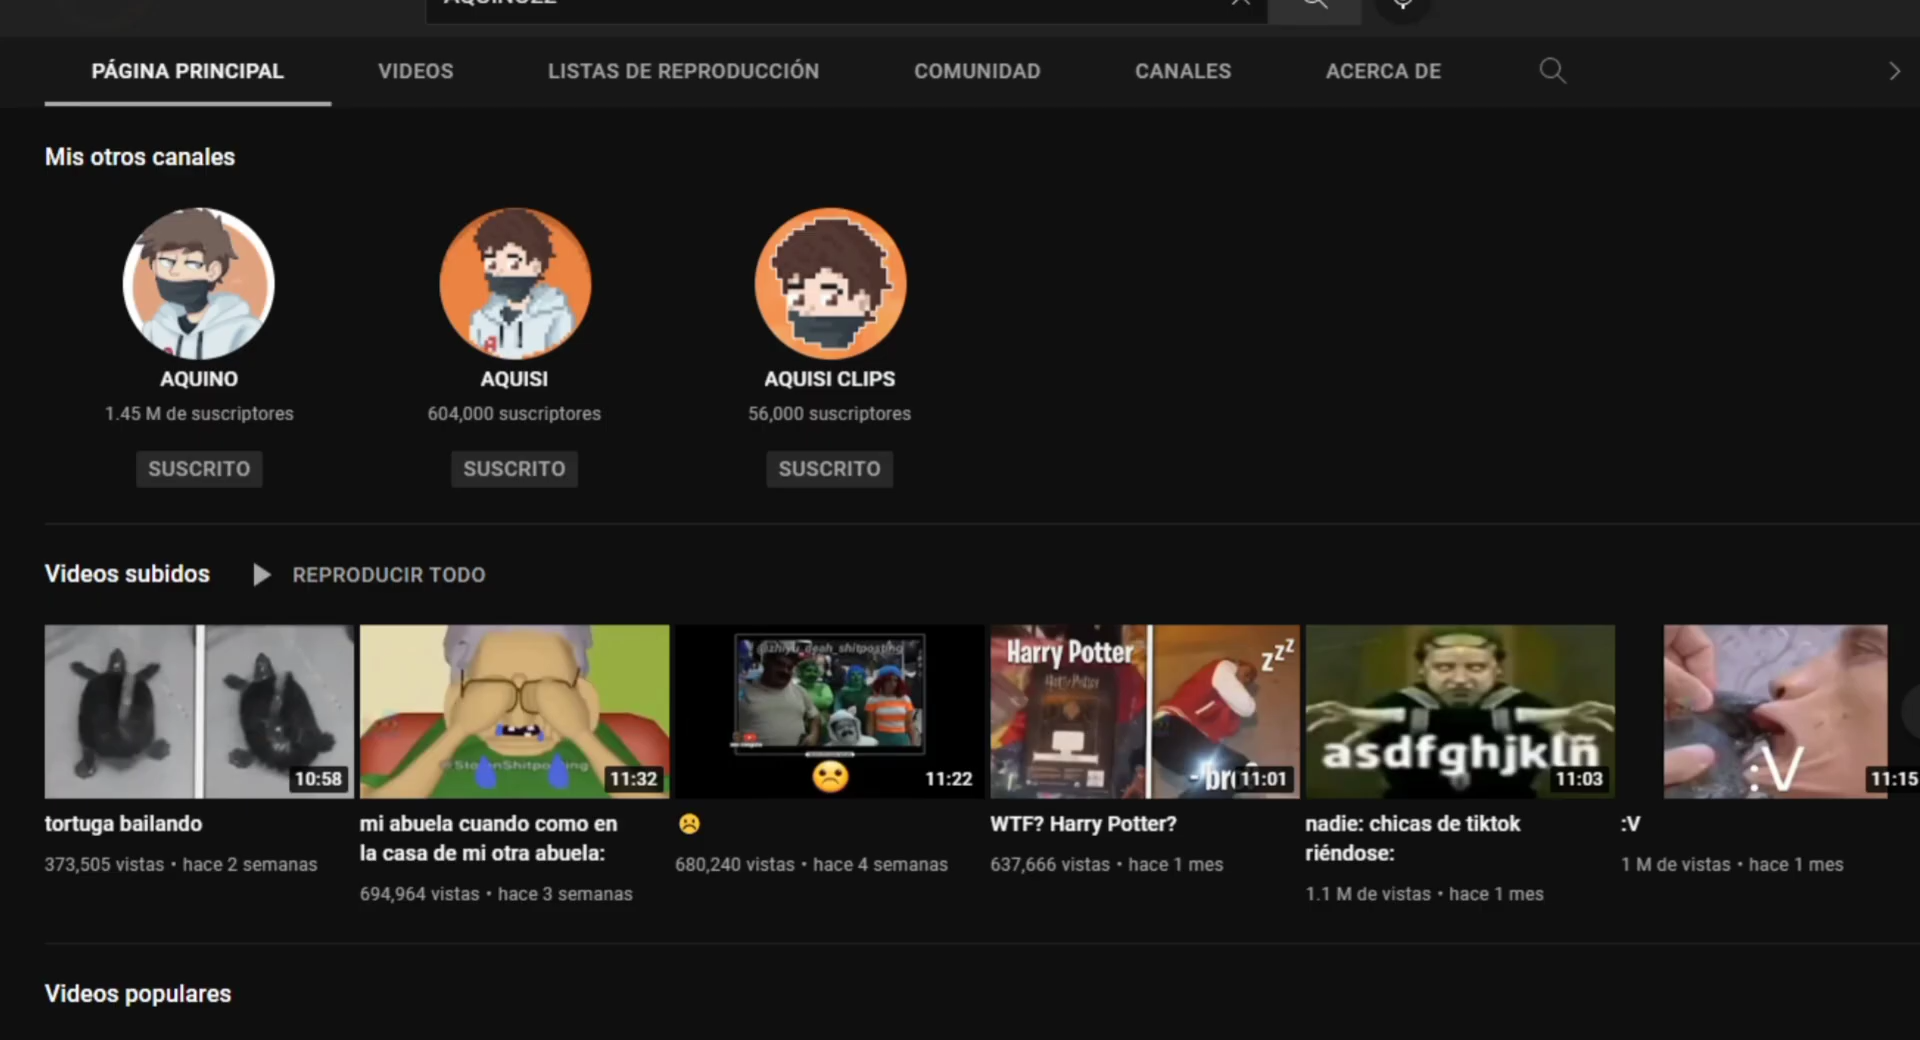 PÁGINA PRINCIPAL VIDEOS LISTAS DE REPRODUCCIÓN COMUNIDAD CANALES ACERCA DE
Mis otros canales
AQUINO AQUISI AQUISI CLIPS
1.45 M de suscriptores 604,000 suscriptores 56,000 suscriptores
SUSCRITO SUSCRITO SUSCRITO
Videos subidos REPRODUCIR TODO
Harry Potter zzz
asdfghjklñ
:V
10:58 11:32 11:22 11:01 11:03 11:15
tortuga bailando
373,505 vistas • hace 2 semanas
mi abuela cuando como en
la casa de mi otra abuela:
694,964 vistas • hace 3 semanas
☹️
680,240 vistas • hace 4 semanas
WTF? Harry Potter?
637,666 vistas • hace 1 mes
nadie: chicas de tiktok
riéndose:
1.1 M de vistas • hace 1 mes
:V
1 M de vistas • hace 1 mes
Videos populares